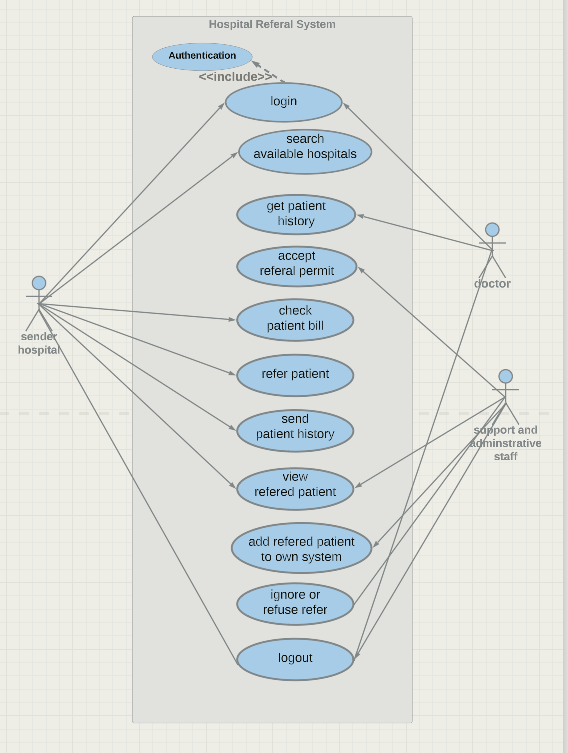 Hospital Referal System
Authentication
<<include>>
login
search
available hospitals
get patient
history
accept
referal permit
doctor
check
patient bill
sender
hospital
refer patient
send
patient history
support and
adminstrative
staff
view
refered patient
add refered patient
to own system
ignore or
refuse refer
logout